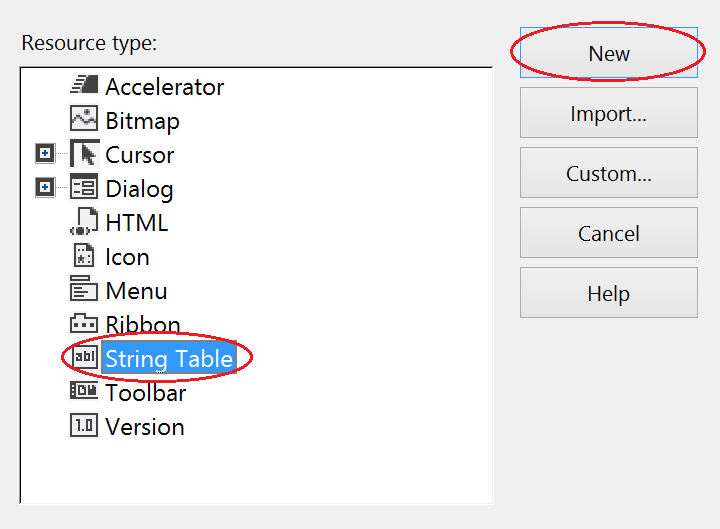 Resource type:
Accelerator
Bitmap
Cursor
Dialog
HTML
Icon
Menu
Ribbon
abl String Table
Toolbar
1.0 Version
New
Import...
Custom...
Cancel
Help